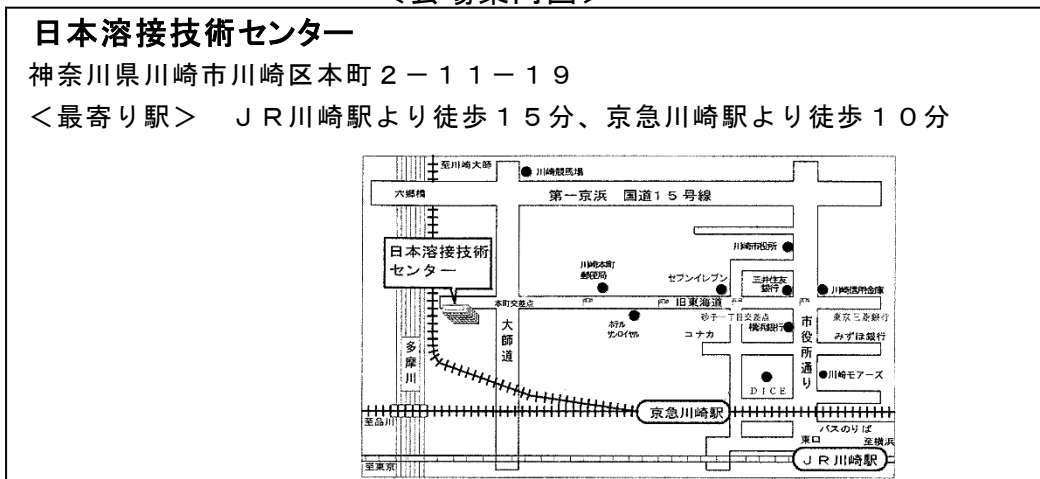 ＜会場案内図＞
日本溶接技術センター
神奈川県川崎市川崎区本町２－１１－１９
＜最寄り駅＞　ＪＲ川崎駅より徒歩１５分、京急川崎駅より徒歩１０分
至川崎大師
川崎競馬場
六郷橋
第一京浜　国道１５号線
川崎市役所
日本溶接技術
センター
川崎本町
郵便局
セブンイレブン
三井住友
銀行
川崎信用金庫
本町交差点
旧東海道
砂子一丁目交差点
ホテル
サンロイヤル
コナカ
横浜銀行
東京三菱銀行
みずほ銀行
大師道
市役所通り
多摩川
川崎モアーズ
ＤＩＣＥ
京急川崎駅
至品川
バスのりば
東口
至横浜
至東京
ＪＲ川崎駅